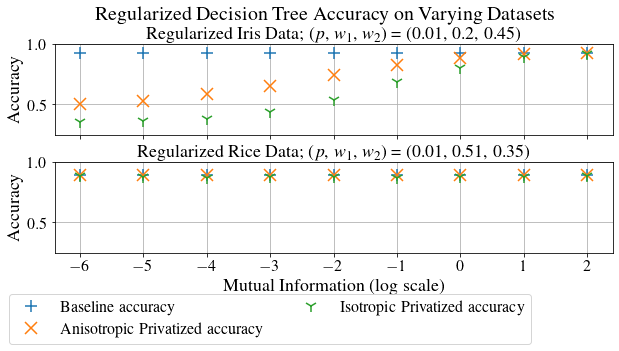 Regularized Decision Tree Accuracy on Varying Datasets
Regularized Iris Data; (p, w₁, w₂) = (0.01, 0.2, 0.45)
1.0
0.5
Accuracy
Regularized Rice Data; (p, w₁, w₂) = (0.01, 0.51, 0.35)
1.0
0.5
Accuracy
−6 −5 −4 −3 −2 −1 0 1 2
Mutual Information (log scale)
Baseline accuracy Isotropic Privatized accuracy
Anisotropic Privatized accuracy